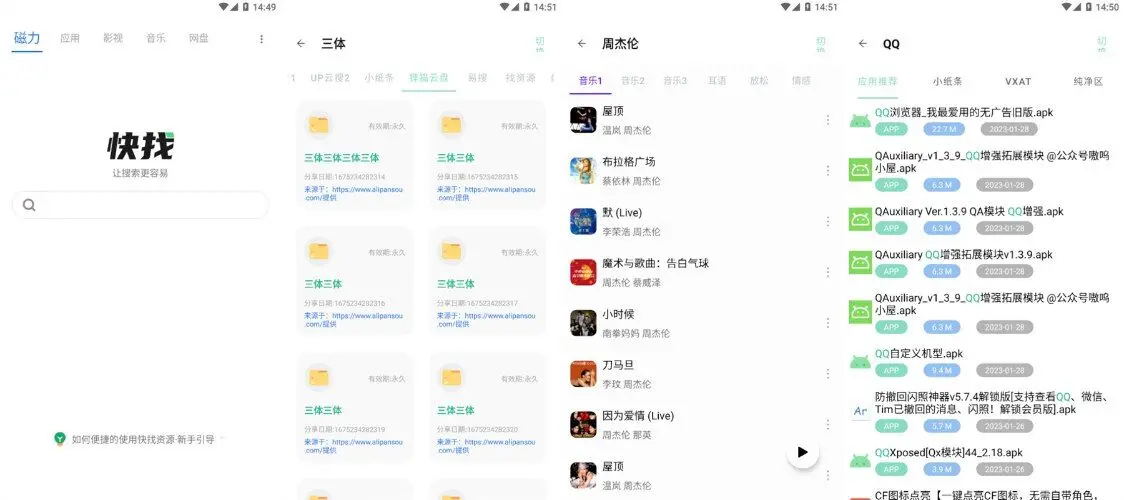 14:49
磁力 应用 影视 音乐 网盘
快找
让搜索更容易
如何便捷的使用快找资源-新手引导
14:51
三体
切换
1 UP云搜2 小纸条 狸猫云盘 易搜 找资源
有效期:永久
三体三体三体三体
分享日期:1675234282314
来源于：https://www.alipansou
.com/提供
有效期:永久
三体三体
分享日期:1675234282315
来源于：https://www.alipansou
.com/提供
有效期:永久
三体三体
分享日期:1675234282316
来源于：https://www.alipansou
.com/提供
有效期:永久
三体
分享日期:1675234282317
来源于：https://www.alipansou
.com/提供
有效期:永久
三体三体
分享日期:1675234282319
来源于：https://www.alipansou
.com/提供
有效期:永久
三体三体
分享日期:1675234282320
来源于：https://www.alipansou
.com/提供
14:51
周杰伦
切换
音乐1 音乐2 音乐3 耳语 放松 情感
屋顶
温岚 周杰伦
布拉格广场
蔡依林 周杰伦
默 (Live)
李荣浩 周杰伦
魔术与歌曲：告白气球
周杰伦 蔡威泽
小时候
南拳妈妈 周杰伦
刀马旦
李玟 周杰伦
因为爱情 (Live)
周杰伦 那英
屋顶
温岚 周杰伦
14:50
QQ
切换
应用推荐 小纸条 VXAT 纯净区
QQ浏览器_我最爱用的无广告旧版.apk
APP 22.7 M 2023-01-28
QAuxiliary_v1_3_9_QQ增强拓展模块 @公众号嗷呜
小屋.apk
APP 6.3 M 2023-01-28
QAuxiliary Ver.1.3.9 QA模块 QQ增强.apk
APP 6.3 M 2023-01-28
QAuxiliary QQ增强拓展模块v1.3.9.apk
APP 6.3 M 2023-01-28
QAuxiliary_v1_3_9_QQ增强拓展模块 @公众号嗷呜
小屋.apk
APP 6.3 M 2023-01-28
QQ自定义机型.apk
APP 9.4 M 2023-01-28
Ar
防撤回闪照神器v5.7.4解锁版[支持查看QQ、微信、
Tim已撤回的消息、闪照！解锁会员版].apk
APP 5.7 M 2023-01-26
QQXposed[Qx模块]44_2.18.apk
APP 3.9 M 2023-01-26
CF图标点亮【一键点亮CF图标，无需自带角色，